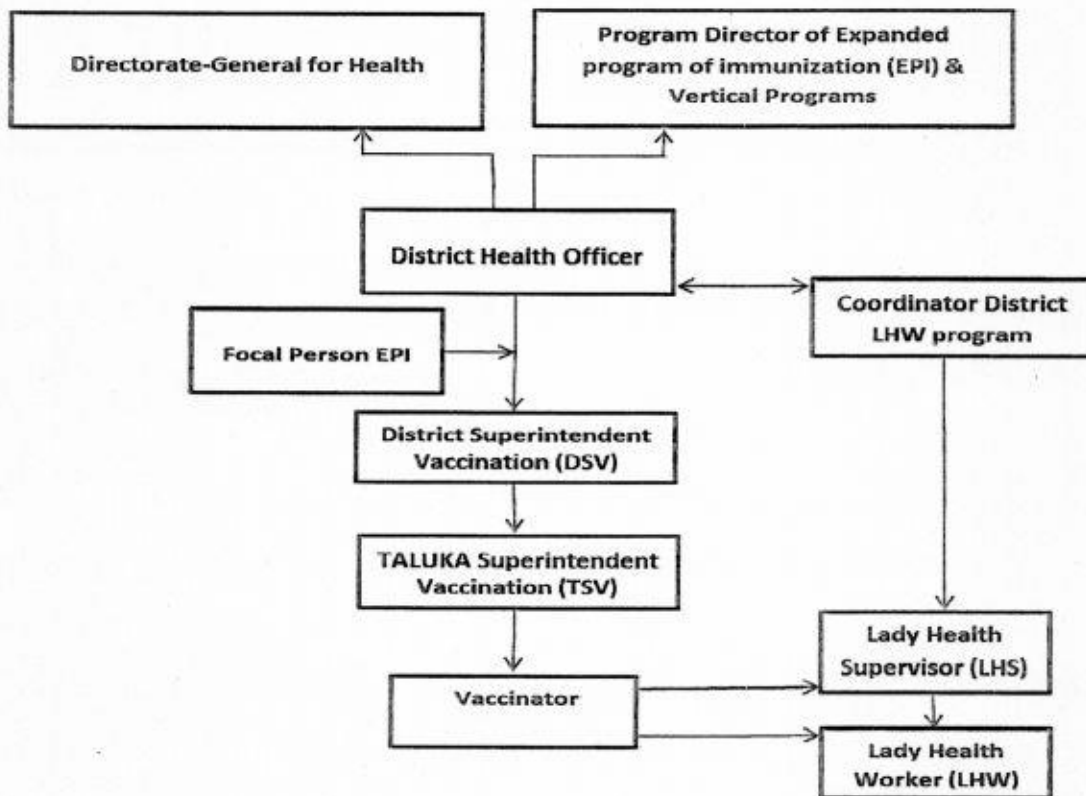 Directorate-General for Health
Program Director of Expanded
program of immunization (EPI) &
Vertical Programs
District Health Officer
Coordinator District
LHW program
Focal Person EPI
District Superintendent
Vaccination (DSV)
TALUKA Superintendent
Vaccination (TSV)
Lady Health
Supervisor (LHS)
Vaccinator
Lady Health
Worker (LHW)